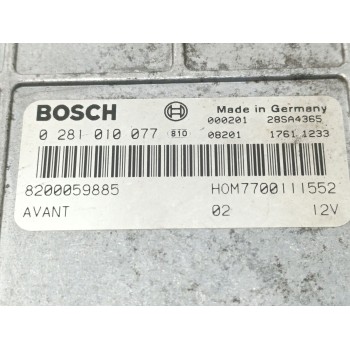 BOSCH
Made in Germany
000201 28SA4365
0 281 010 077 810 08201 1761 1233
8200059885 HOM7700111552
AVANT 02 12V